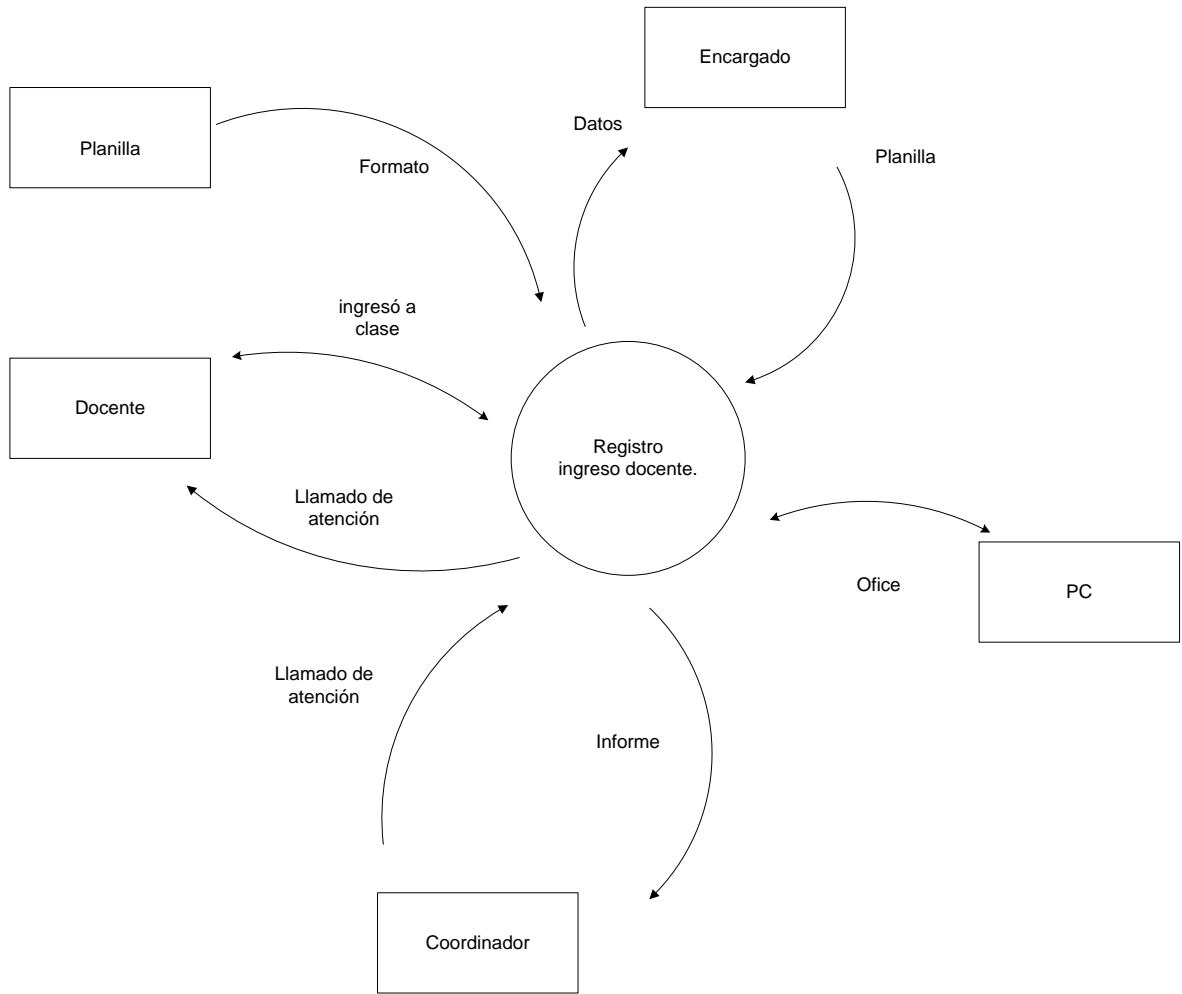 Encargado
Datos
Planilla
Planilla
Formato
ingresó a
clase
Docente
Registro
ingreso docente.
Llamado de
atención
Ofice
PC
Llamado de
atención
Informe
Coordinador